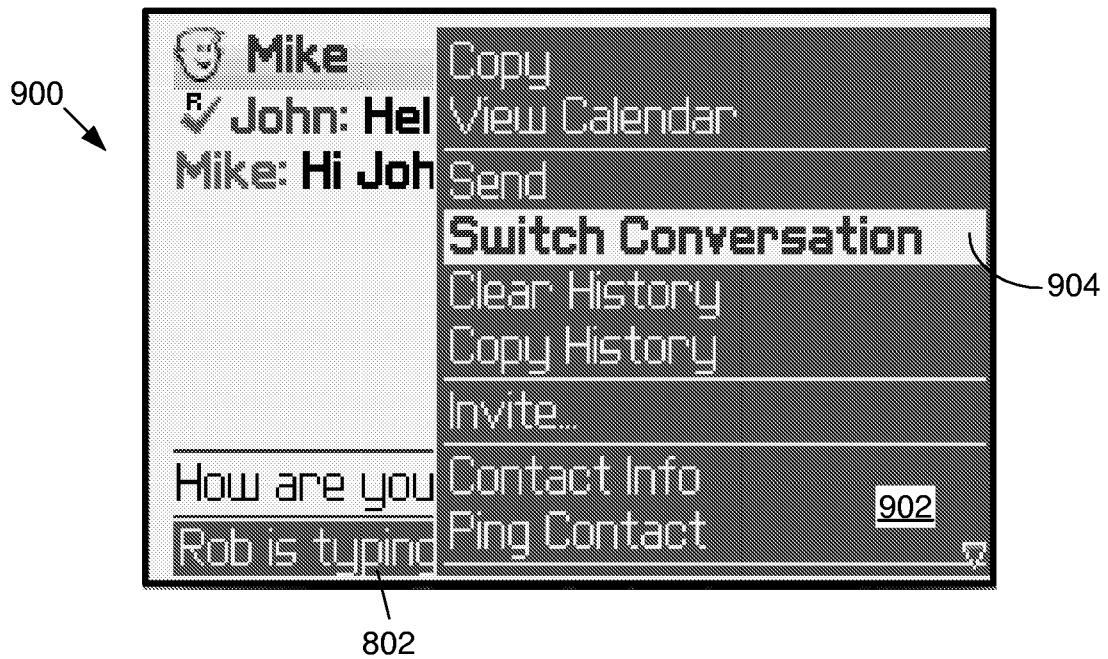 900
Mike
R
John: Hel
Mike: Hi Joh
How are you
Rob is typing
Copy
View Calendar
Send
Switch Conversation
Clear History
Copy History
Invite...
Contact Info
Ping Contact
902
904
802